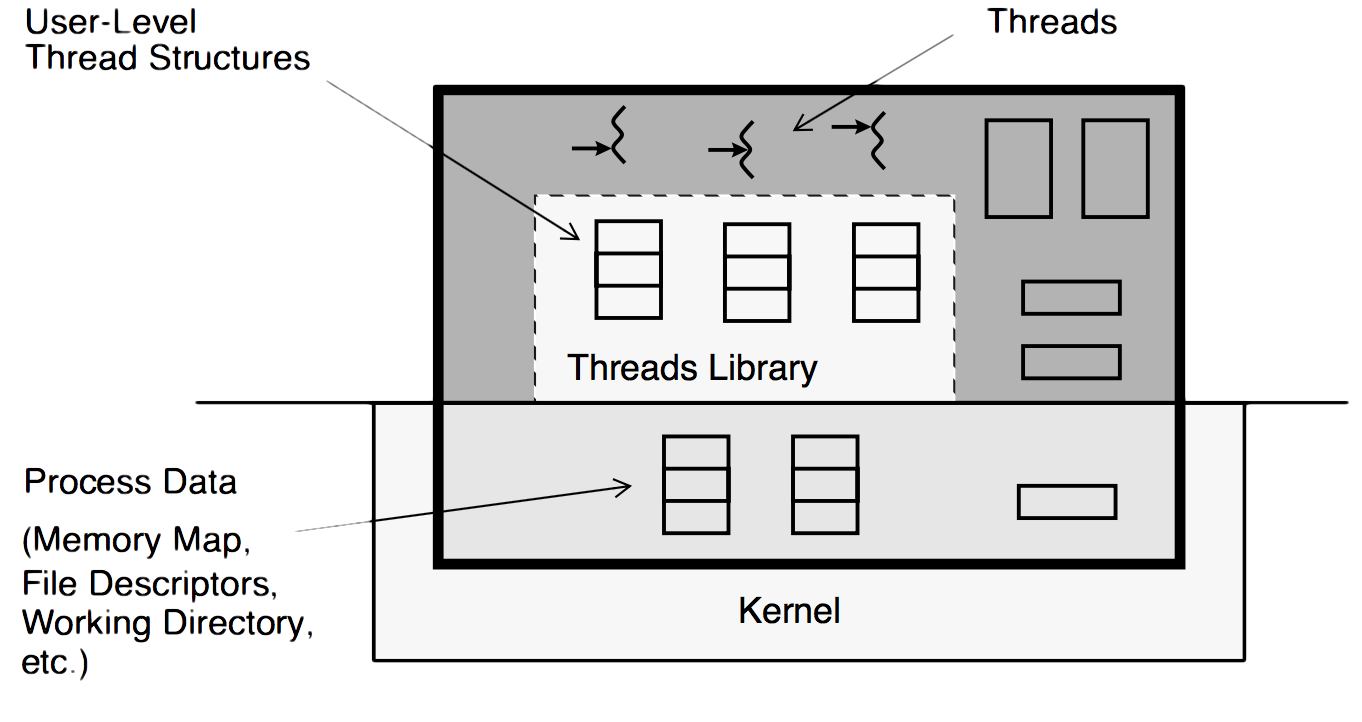 User-Level
Thread Structures
Threads
Threads Library
Process Data
(Memory Map,
File Descriptors,
Working Directory,
etc.)
Kernel